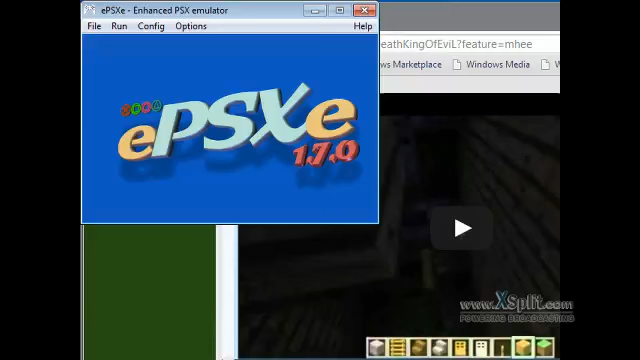 ePSXe - Enhanced PSX emulator
File Run Config Options Help
ePSXe
1.7.0
eathKingOfEviL?feature=mhee
ws Marketplace Windows Media
www.XSplit.com
POWERING BROADCASTING